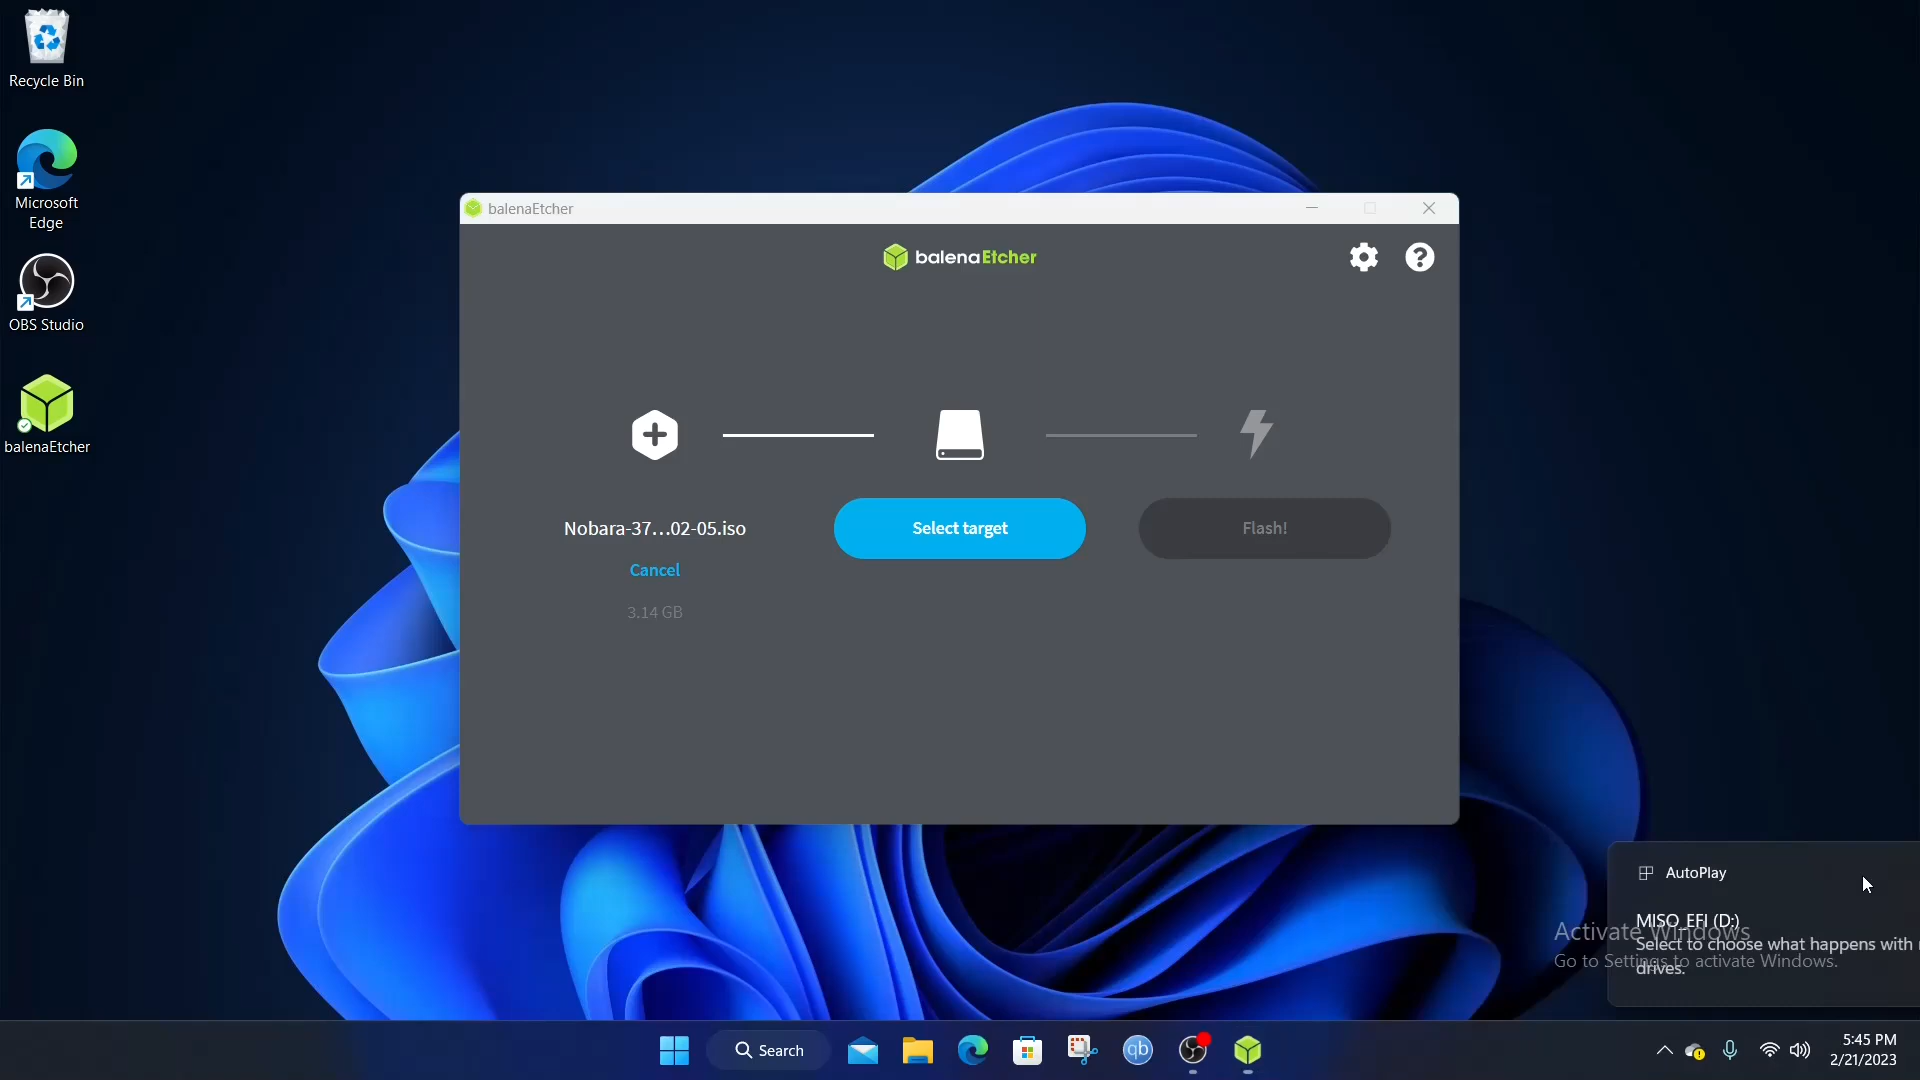 Recycle Bin
Microsoft
Edge
OBS Studio
balenaEtcher
balenaEtcher
balenaEtcher
Nobara-37...02-05.iso
Cancel
3.14 GB
Select target
Flash!
AutoPlay
MISO_EFI (D:)
Select to choose what happens with
drives.
Activate Windows
Go to Settings to activate Windows.
Search
qb
5:45 PM
2/21/2023